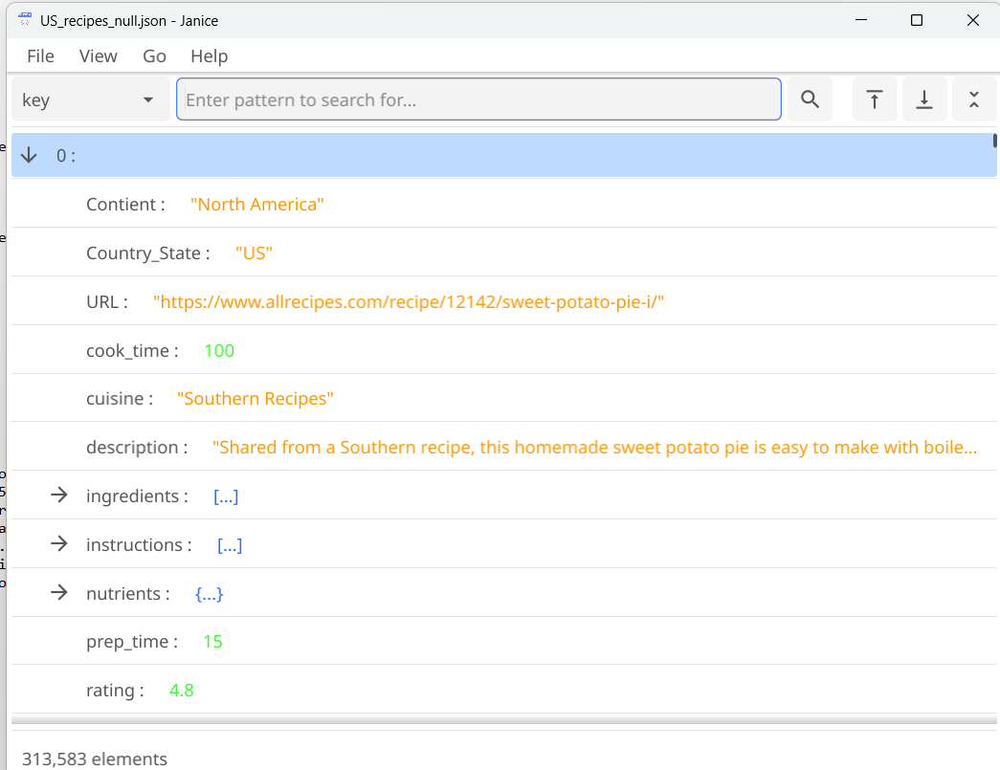 US_recipes_null.json - Janice
File View Go Help
key Enter pattern to search for...
0 :
Contient : "North America"
Country_State : "US"
URL : "https://www.allrecipes.com/recipe/12142/sweet-potato-pie-i/"
cook_time : 100
cuisine : "Southern Recipes"
description : "Shared from a Southern recipe, this homemade sweet potato pie is easy to make with boile...
ingredients : [...]
instructions : [...]
nutrients : {...}
prep_time : 15
rating : 4.8
313,583 elements